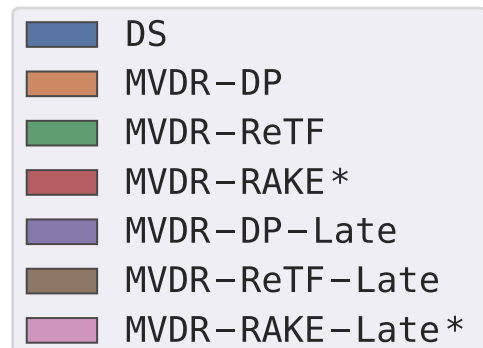 DS
MVDR-DP
MVDR-ReTF
MVDR-RAKE*
MVDR-DP-Late
MVDR-ReTF-Late
MVDR-RAKE-Late*